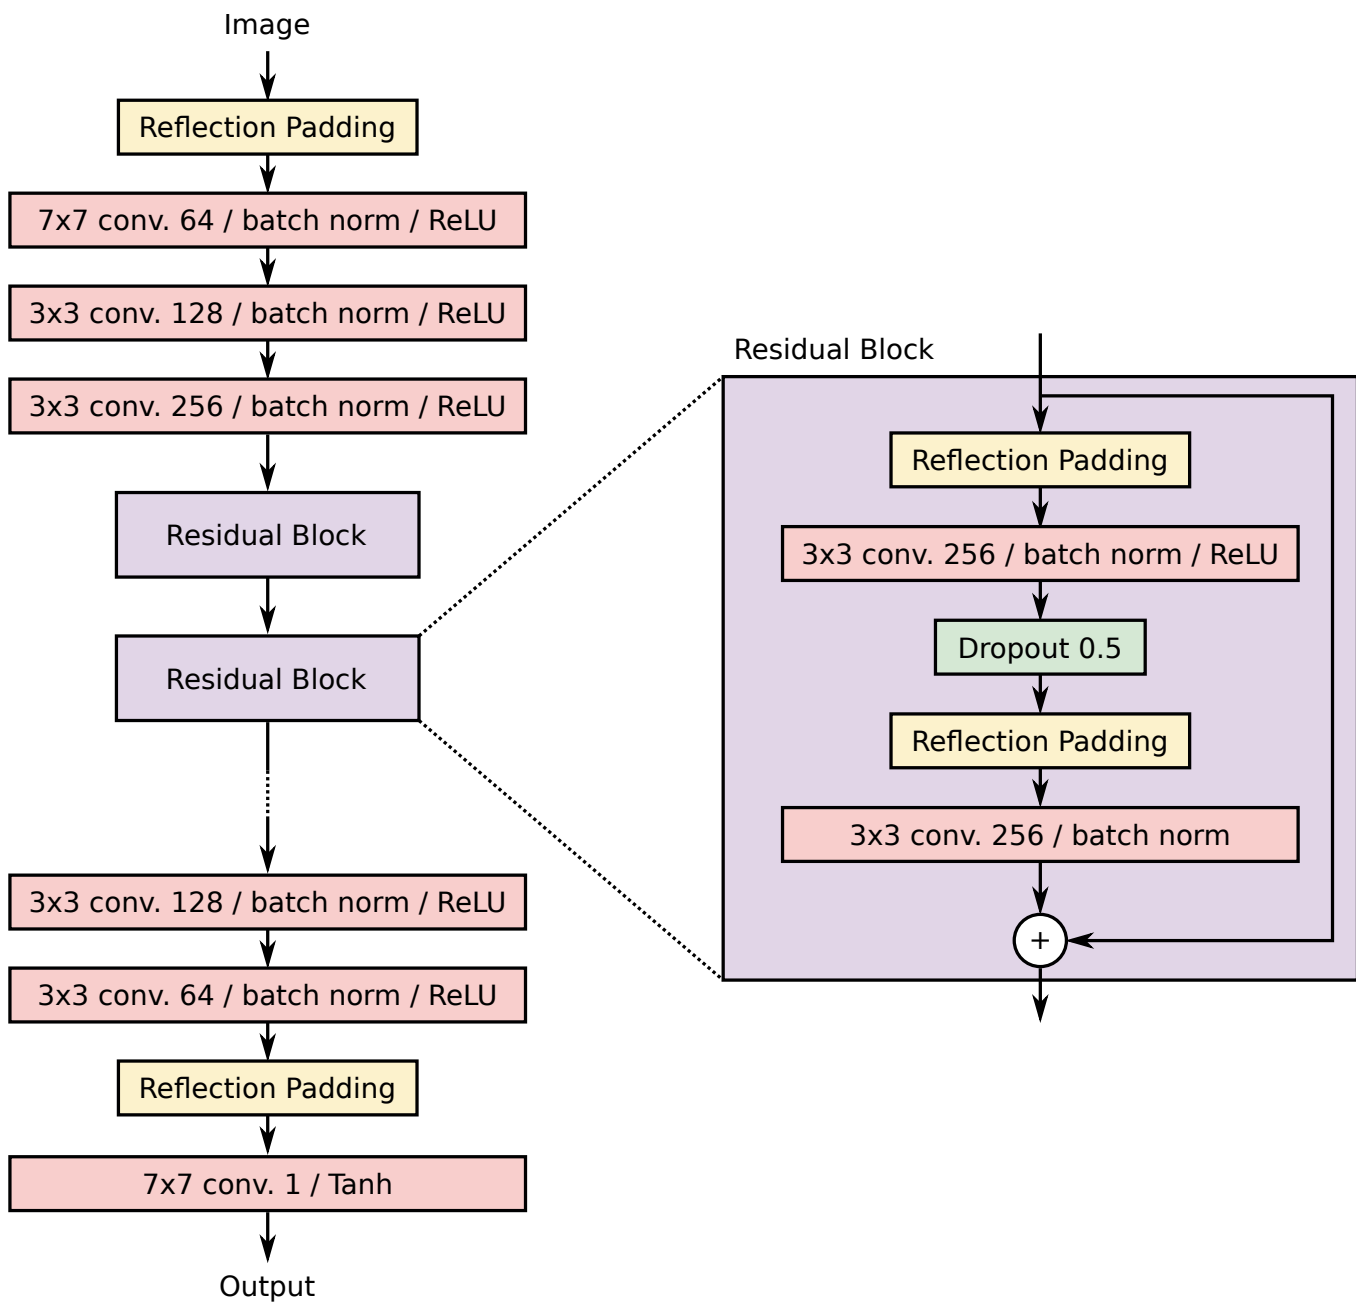 Image
Reflection Padding
7x7 conv. 64 / batch norm / ReLU
3x3 conv. 128 / batch norm / ReLU
3x3 conv. 256 / batch norm / ReLU
Residual Block
Residual Block
3x3 conv. 128 / batch norm / ReLU
3x3 conv. 64 / batch norm / ReLU
Reflection Padding
7x7 conv. 1 / Tanh
Output
Residual Block
Reflection Padding
3x3 conv. 256 / batch norm / ReLU
Dropout 0.5
Reflection Padding
3x3 conv. 256 / batch norm
+